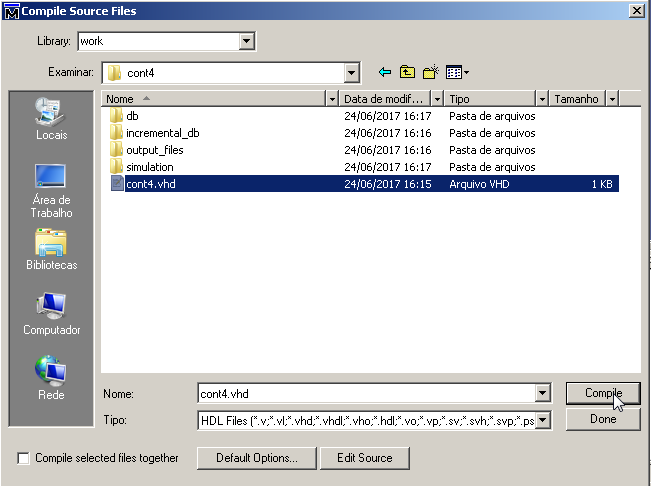 Compile Source Files
Library: work
Examinar: cont4
Nome Data de modif... Tipo Tamanho
db 24/06/2017 16:17 Pasta de arquivos
incremental_db 24/06/2017 16:16 Pasta de arquivos
output_files 24/06/2017 16:16 Pasta de arquivos
simulation 24/06/2017 16:17 Pasta de arquivos
cont4.vhd 24/06/2017 16:15 Arquivo VHD 1 KB
Locais
Área de
Trabalho
Bibliotecas
Computador
Rede
Nome: cont4.vhd Compile
Tipo: HDL Files (*.v;*.vl;*.vhd;*.vhdl;*.vho;*.hdl;*.vo;*.vp;*.sv;*.svh;*.svp;*.ps Done
Compile selected files together Default Options... Edit Source